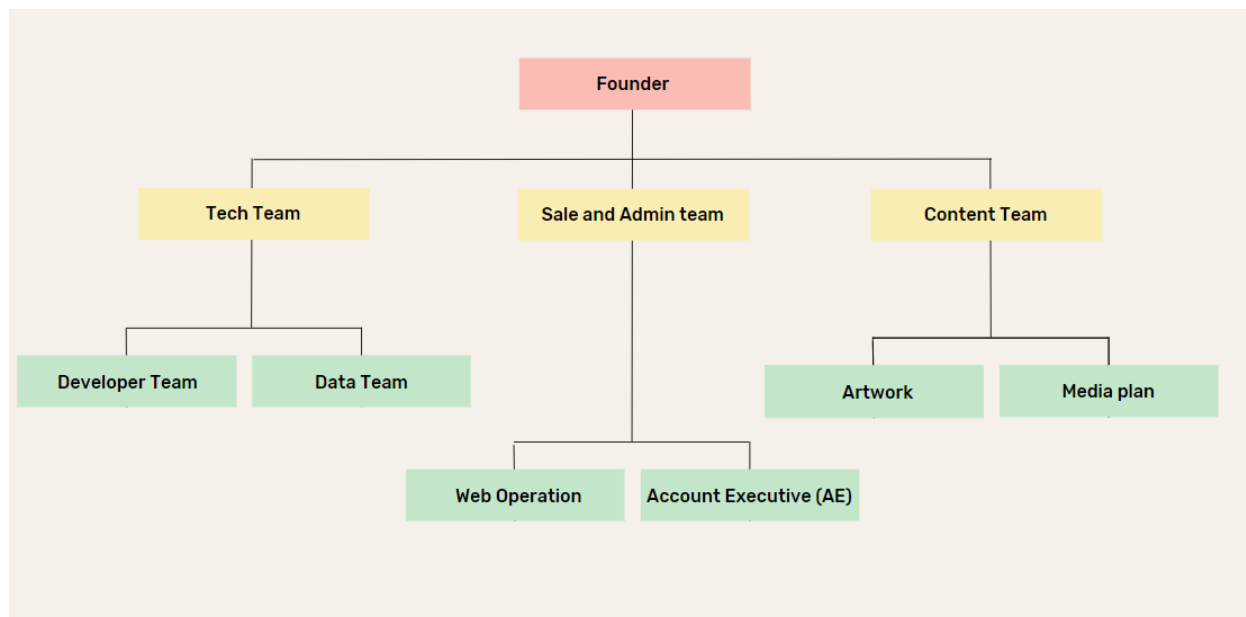 Founder
Tech Team
Sale and Admin team
Content Team
Developer Team
Data Team
Artwork
Media plan
Web Operation
Account Executive (AE)